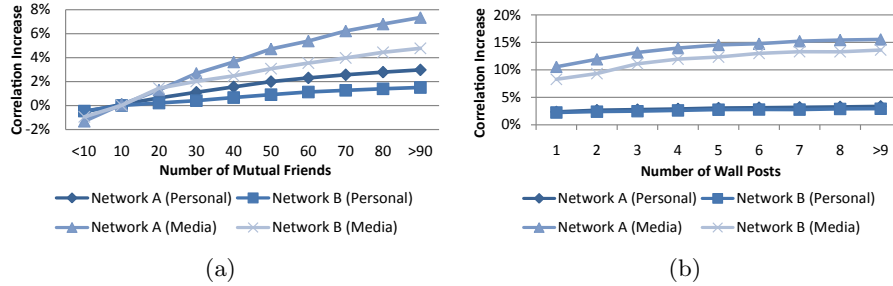 8%
6%
4%
2%
0%
-2%
Correlation Increase
<10 10 20 30 40 50 60 70 80 >90
Number of Mutual Friends
Network A (Personal) Network B (Personal)
Network A (Media) Network B (Media)
(a)
20%
15%
10%
5%
0%
Correlation Increase
1 2 3 4 5 6 7 8 >9
Number of Wall Posts
Network A (Personal) Network B (Personal)
Network A (Media) Network B (Media)
(b)